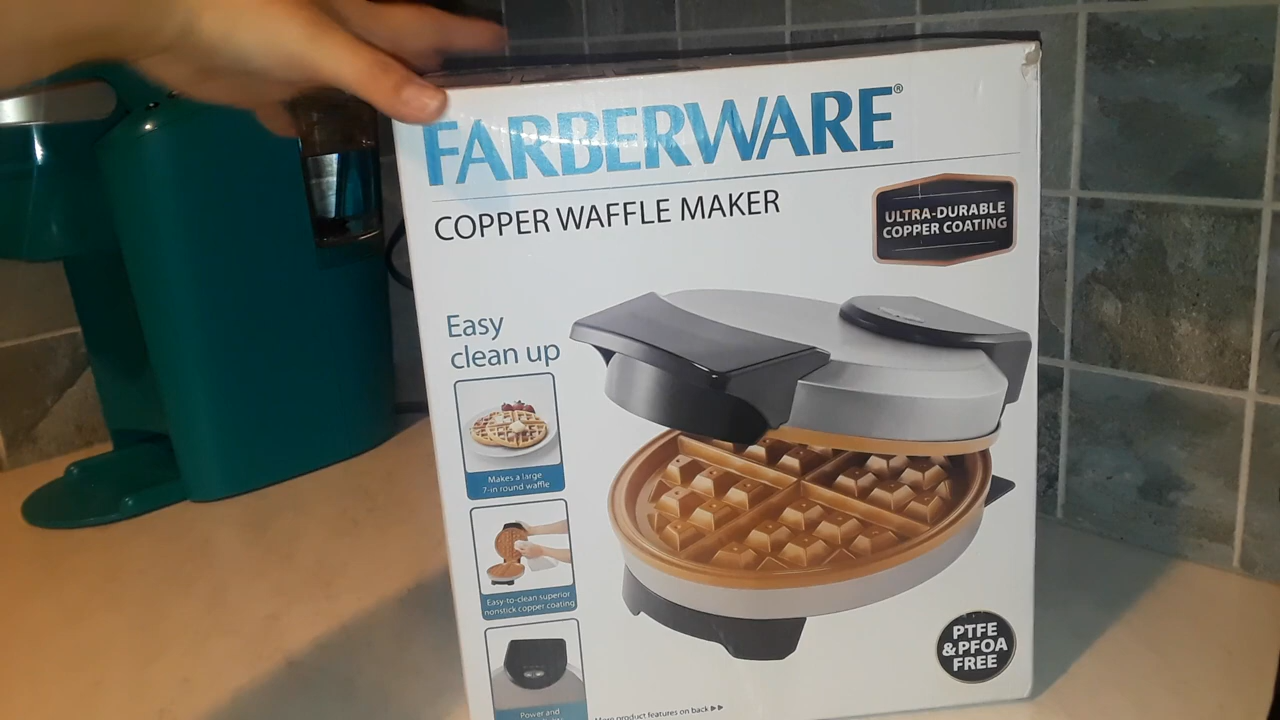 FARBERWARE®
COPPER WAFFLE MAKER
ULTRA-DURABLE
COPPER COATING
Easy
clean up
Makes a large
7-in round waffle
Easy-to-clean superior
nonstick copper coating
Power and
PTFE
& PFOA
FREE
More product features on back ▶▶